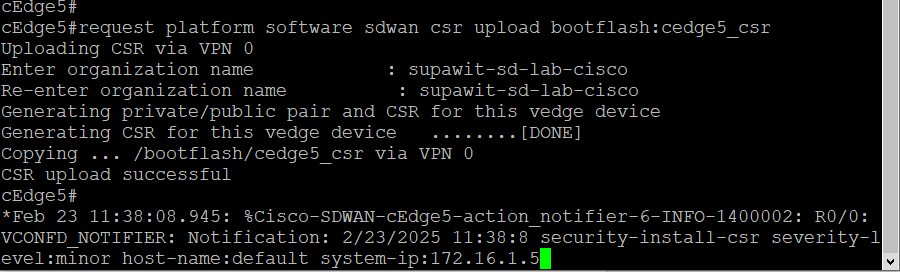 cEdge5#
cEdge5#request platform software sdwan csr upload bootflash:cedge5_csr
Uploading CSR via VPN 0
Enter organization name            : supawit-sd-lab-cisco
Re-enter organization name          : supawit-sd-lab-cisco
Generating private/public pair and CSR for this vedge device
Generating CSR for this vedge device   ........[DONE]
Copying ... /bootflash/cedge5_csr via VPN 0
CSR upload successful
cEdge5#
*Feb 23 11:38:08.945: %Cisco-SDWAN-cEdge5-action_notifier-6-INFO-1400002: R0/0:
VCONFD_NOTIFIER: Notification: 2/23/2025 11:38:8 security-install-csr severity-l
evel:minor host-name:default system-ip:172.16.1.5